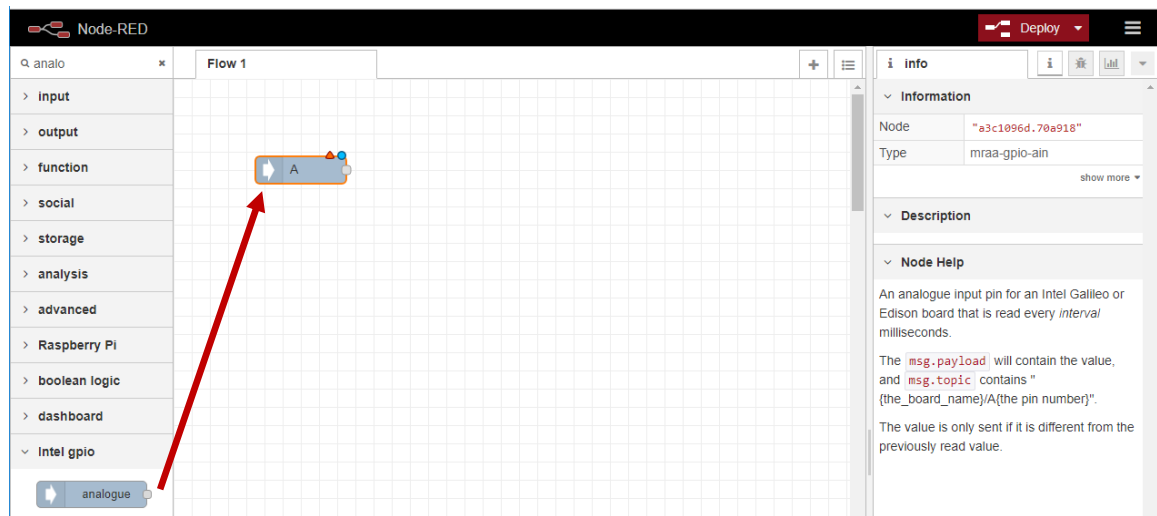 Node-RED
Deploy
analo
Flow 1
info
input
output
function
social
storage
analysis
advanced
Raspberry Pi
boolean logic
dashboard
Intel gpio
analogue
A
Information
Node "a3c1096d.70a918"
Type mraa-gpio-ain
show more
Description
Node Help
An analogue input pin for an Intel Galileo or
Edison board that is read every interval
milliseconds.
The msg.payload will contain the value,
and msg.topic contains "
{the_board_name}/A{the pin number}".
The value is only sent if it is different from the
previously read value.